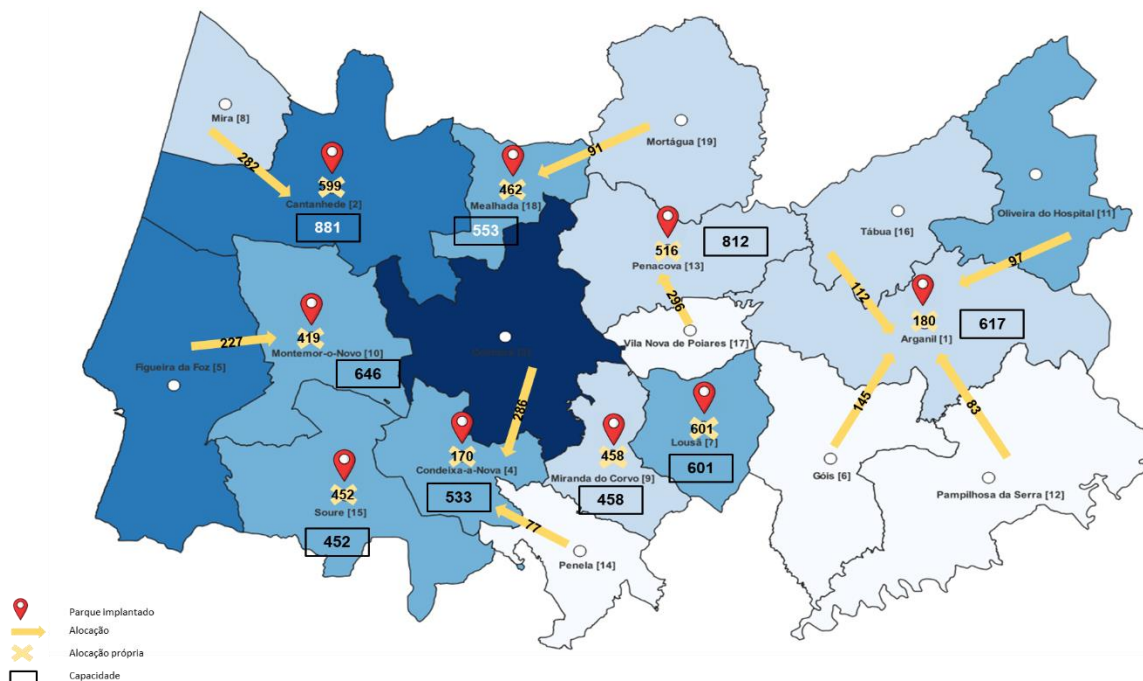 Mira [8]
282
599
Cantanhede [2]
881
91
Mortágua [19]
462
Mealhada [18]
553
516
Penacova [13]
812
296
Vila Nova de Poiares [17]
Oliveira do Hospital [11]
97
Tábua [16]
112
180
Arganil [1]
617
145
83
Góis [6]
Pampilhosa da Serra [12]
227
419
Montemor-o-Novo [10]
646
Figueira da Foz [5]
286
170
Condeixa-a-Nova [4]
533
458
Miranda do Corvo [9]
458
601
Lousã [7]
601
452
Soure [15]
452
77
Penela [14]
Parque implantado
Alocação
Alocação própria
Capacidade